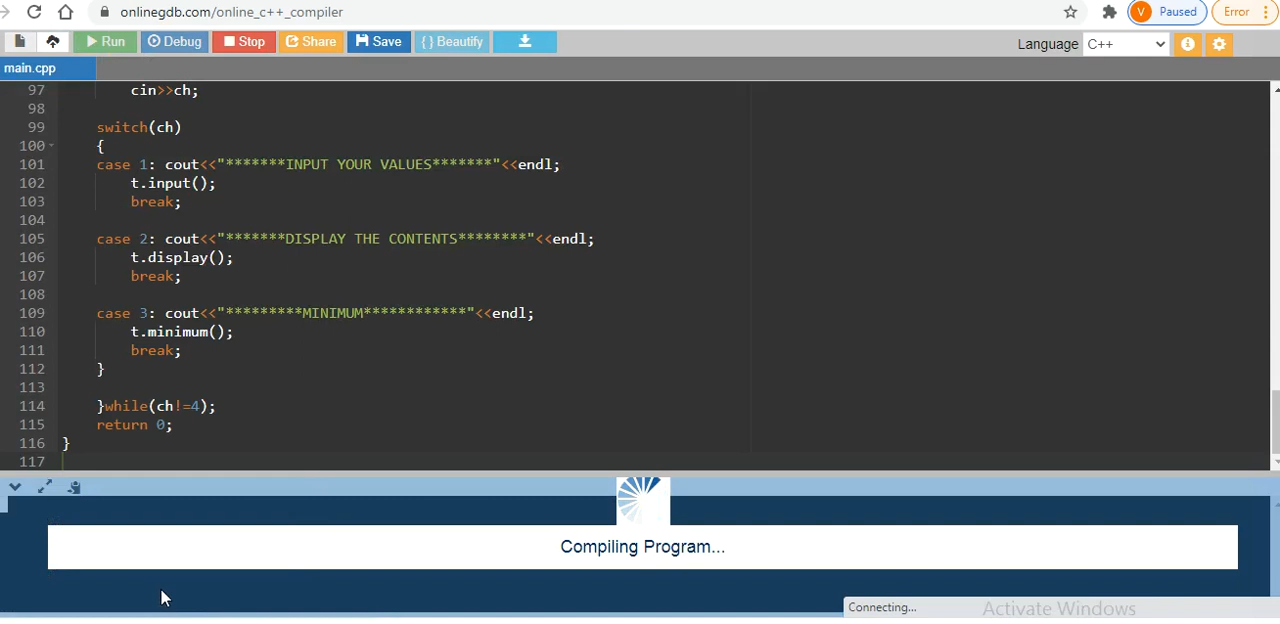 onlinegdb.com/online_c++_compiler
V Paused Error
Run Debug Stop Share Save { } Beautify Language C++
main.cpp
97 cin>>ch;
98
99 switch(ch)
100 {
101 case 1: cout<<"*******INPUT YOUR VALUES*******"<<endl;
102 t.input();
103 break;
104
105 case 2: cout<<"*******DISPLAY THE CONTENTS********"<<endl;
106 t.display();
107 break;
108
109 case 3: cout<<"*********MINIMUM************"<<endl;
110 t.minimum();
111 break;
112 }
113
114 }while(ch!=4);
115 return 0;
116 }
117
Compiling Program...
Connecting...
Activate Windows